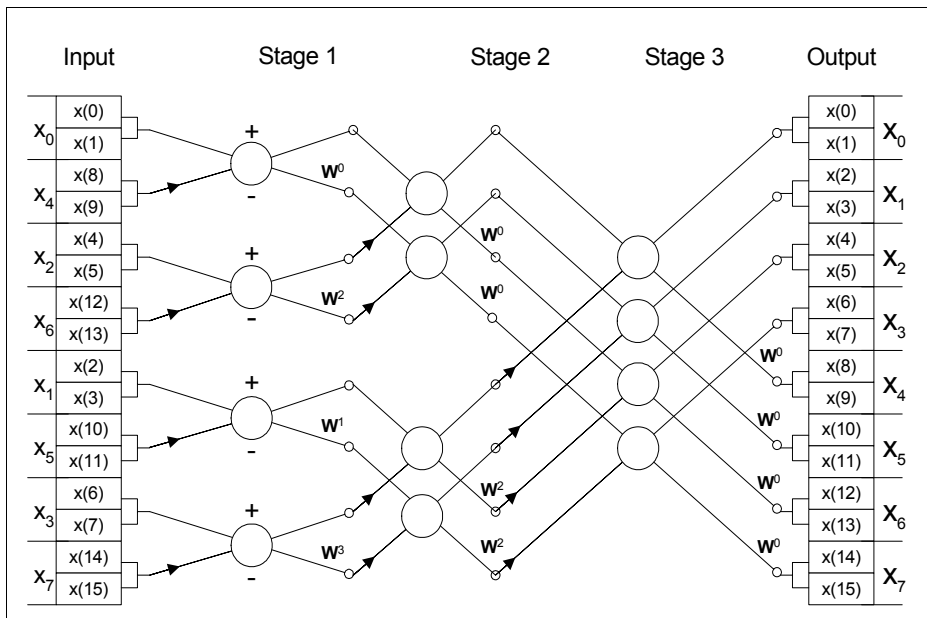 Input Stage 1 Stage 2 Stage 3 Output
X0 x(0) + x(0) X0
x(1) x(1)
W0
X4 x(8) x(2) X1
x(9) - x(3)
X2 x(4) + W0 x(4) X2
x(5) x(5)
W2 W0
X6 x(12) x(6) X3
x(13) - x(7)
W0
X1 x(2) + x(8) X4
x(3) x(9)
W1 W0
X5 x(10) x(10) X5
x(11) - x(11)
W2 W0
X3 x(6) + x(12) X6
x(7) x(13)
W3 W2 W0
X7 x(14) x(14) X7
x(15) - x(15)